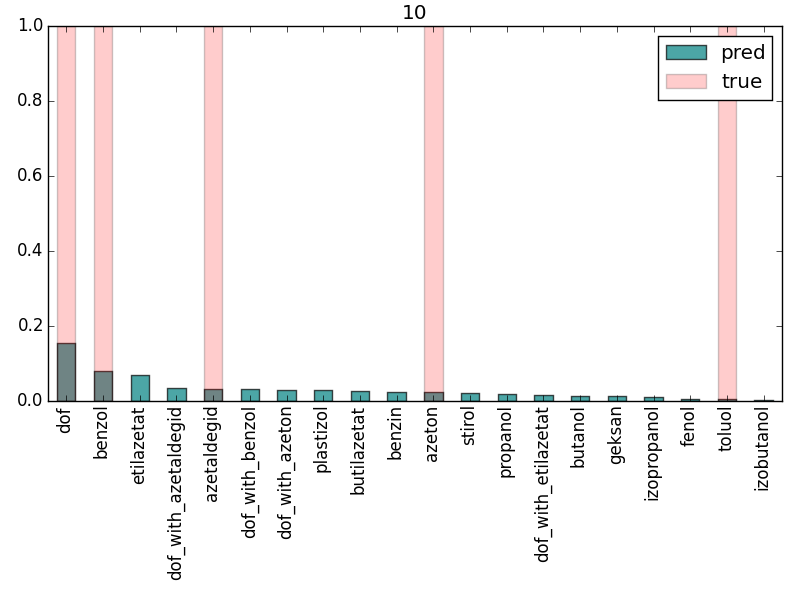 10
1.0
0.8
0.6
0.4
0.2
0.0
pred
true
dof
benzol
etilazetat
dof_with_azetaldegid
azetaldegid
dof_with_benzol
dof_with_azeton
plastizol
butilazetat
benzin
azeton
stirol
propanol
dof_with_etilazetat
butanol
geksan
izopropanol
fenol
toluol
izobutanol